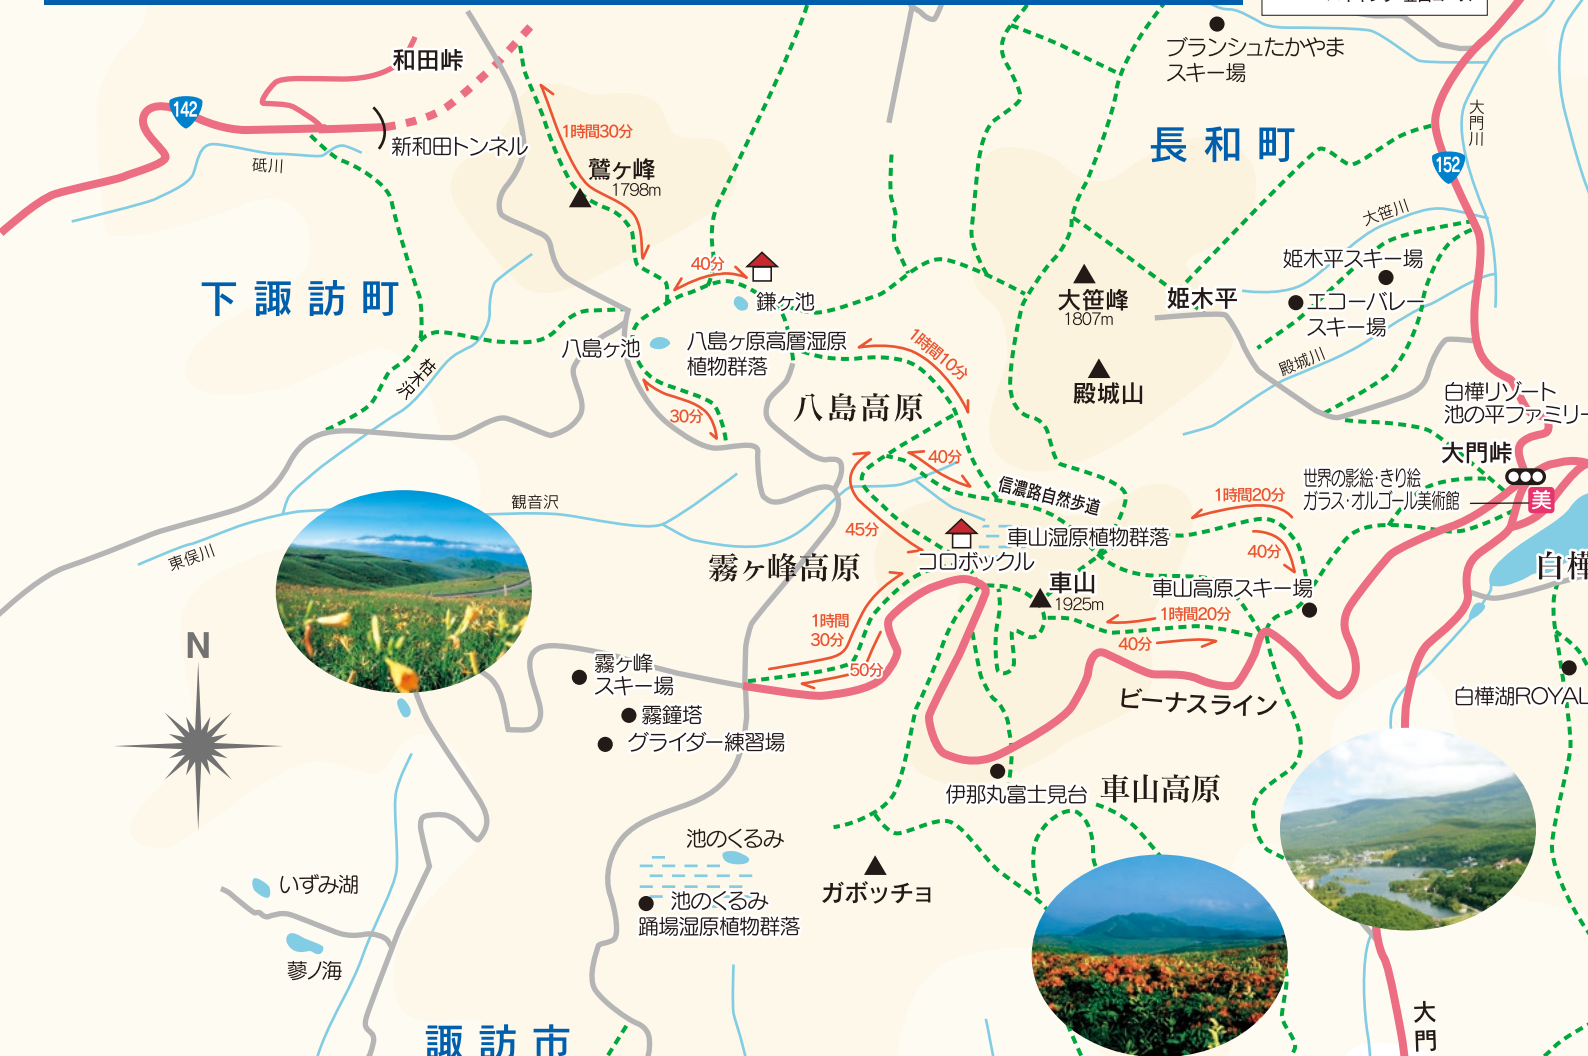 和田峠
142
新和田トンネル
砥川
1時間30分
鷲ヶ峰
1798m
ブランシュたかやま
スキー場
長和町
大門川
152
大笹川
下諏訪町
40分
鎌ヶ池
八島ヶ池
八島ヶ原高層湿原
植物群落
1時間10分
大笹峰
1807m
姫木平
姫木平スキー場
エコーバレー
スキー場
殿城川
殿城山
枯木沢
30分
八島高原
白樺リゾート
池の平ファミリー
大門峠
40分
信濃路自然歩道
世界の影絵・きり絵
ガラス・オルゴール美術館
美
1時間20分
観音沢
45分
車山湿原植物群落
40分
東俣川
霧ヶ峰高原
コロボックル
白樺
車山
1925m
車山高原スキー場
1時間
30分
1時間20分
40分
50分
N
霧ヶ峰
スキー場
霧鐘塔
グライダー練習場
ビーナスライン
白樺湖ROYAL
伊那丸富士見台
車山高原
池のくるみ
ガボッチョ
いずみ湖
池のくるみ
踊場湿原植物群落
蓼ノ海
大門
諏訪市